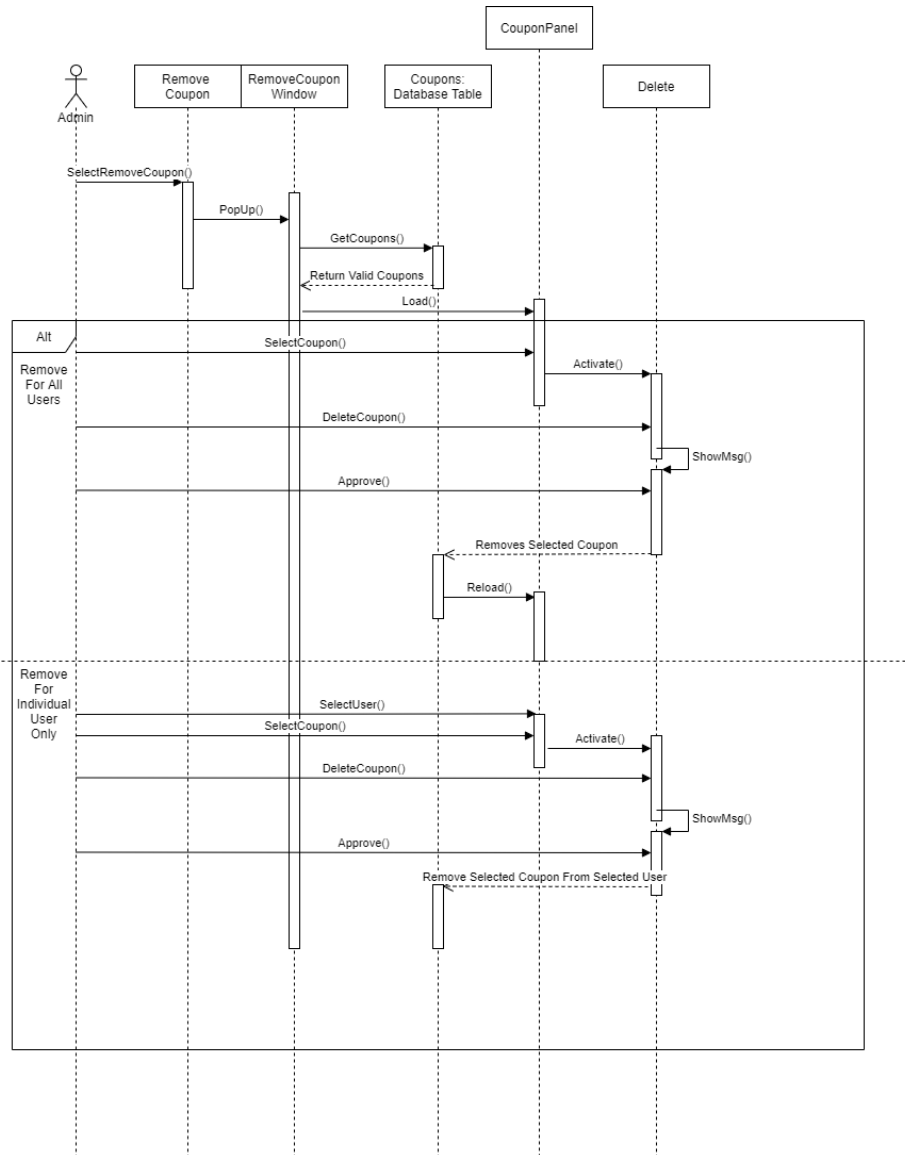 CouponPanel
Remove
Coupon
RemoveCoupon
Window
Coupons:
Database Table
Delete
Admin
SelectRemoveCoupon()
PopUp()
GetCoupons()
Return Valid Coupons
Load()
Alt
SelectCoupon()
Remove
For All
Users
Activate()
DeleteCoupon()
ShowMsg()
Approve()
Removes Selected Coupon
Reload()
Remove
For
Individual
User
Only
SelectUser()
SelectCoupon()
Activate()
DeleteCoupon()
ShowMsg()
Approve()
Remove Selected Coupon From Selected User